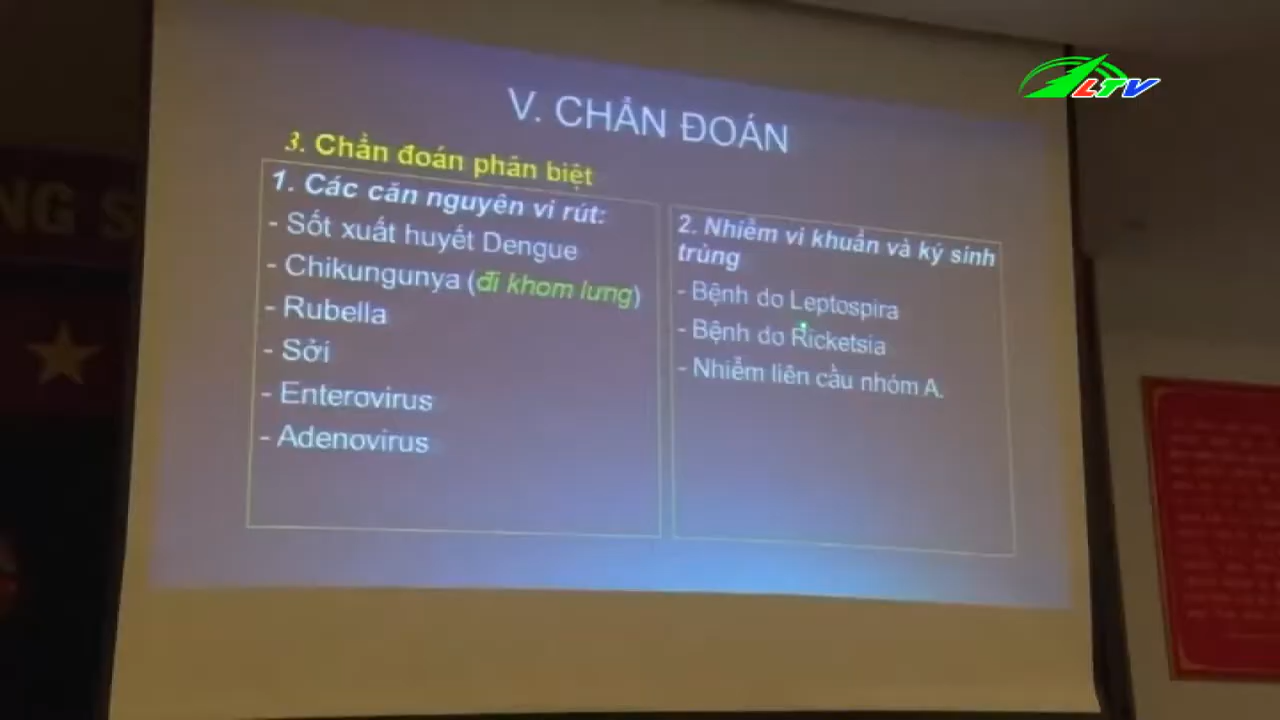 LTV
NG S
V. CHẨN ĐOÁN
3. Chẩn đoán phân biệt
1. Các căn nguyên vi rút:
- Sốt xuất huyết Dengue
- Chikungunya (đi khom lưng)
- Rubella
- Sởi
- Enterovirus
- Adenovirus
2. Nhiễm vi khuẩn và ký sinh
trùng
- Bệnh do Leptospira
- Bệnh do Ricketsia
- Nhiễm liên cầu nhóm A.